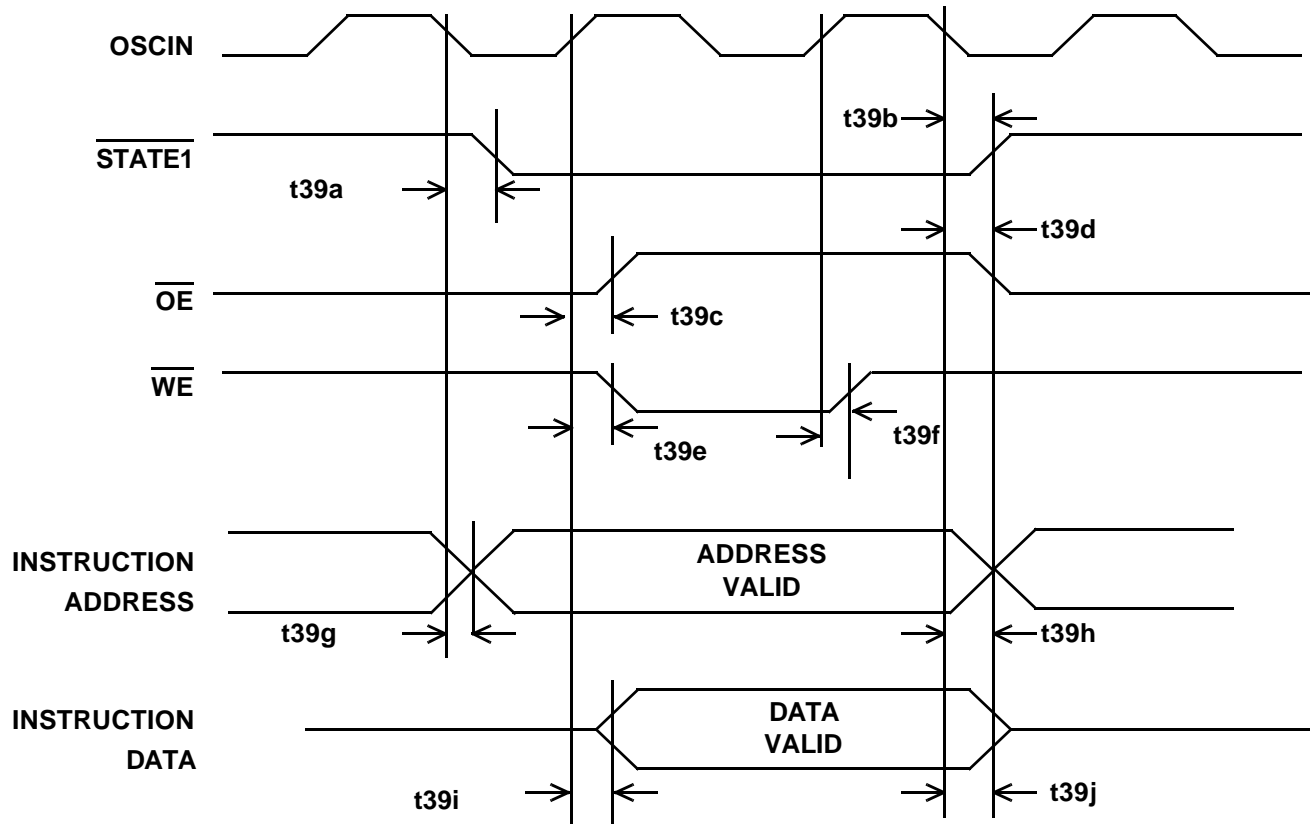 OSCIN
t39b
STATE1
t39a
t39d
OE
t39c
WE
t39f
t39e
INSTRUCTION
ADDRESS
ADDRESS
VALID
t39g
t39h
INSTRUCTION
DATA
DATA
VALID
t39i
t39j